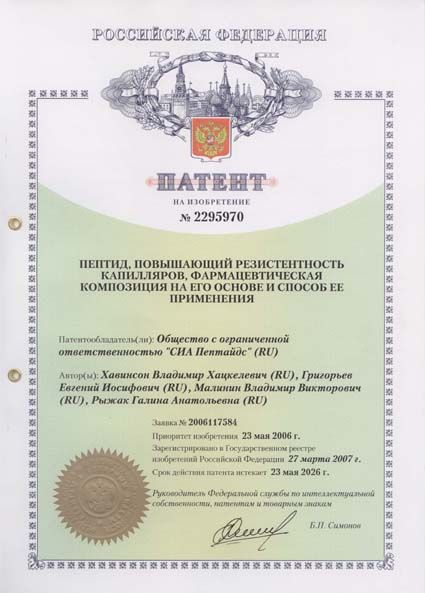 РОССИЙСКАЯ ФЕДЕРАЦИЯ
ПАТЕНТ
НА ИЗОБРЕТЕНИЕ
№ 2295970
ПЕПТИД, ПОВЫШАЮЩИЙ РЕЗИСТЕНТНОСТЬ
КАПИЛЛЯРОВ, ФАРМАЦЕВТИЧЕСКАЯ
КОМПОЗИЦИЯ НА ЕГО ОСНОВЕ И СПОСОБ ЕЕ
ПРИМЕНЕНИЯ
Патентообладатель(ли): Общество с ограниченной
ответственностью "СИА Пептайдс" (RU)
Автор(ы): Хавинсон Владимир Хацкелевич (RU), Григорьев
Евгений Иосифович (RU), Малинин Владимир Викторович
(RU), Рыжак Галина Анатольевна (RU)
Заявка № 2006117584
Приоритет изобретения 23 мая 2006 г.
Зарегистрировано в Государственном реестре
изобретений Российской Федерации 27 марта 2007 г.
Срок действия патента истекает 23 мая 2026 г.
Руководитель Федеральной службы по интеллектуальной
собственности, патентам и товарным знакам
Б.П. Симонов